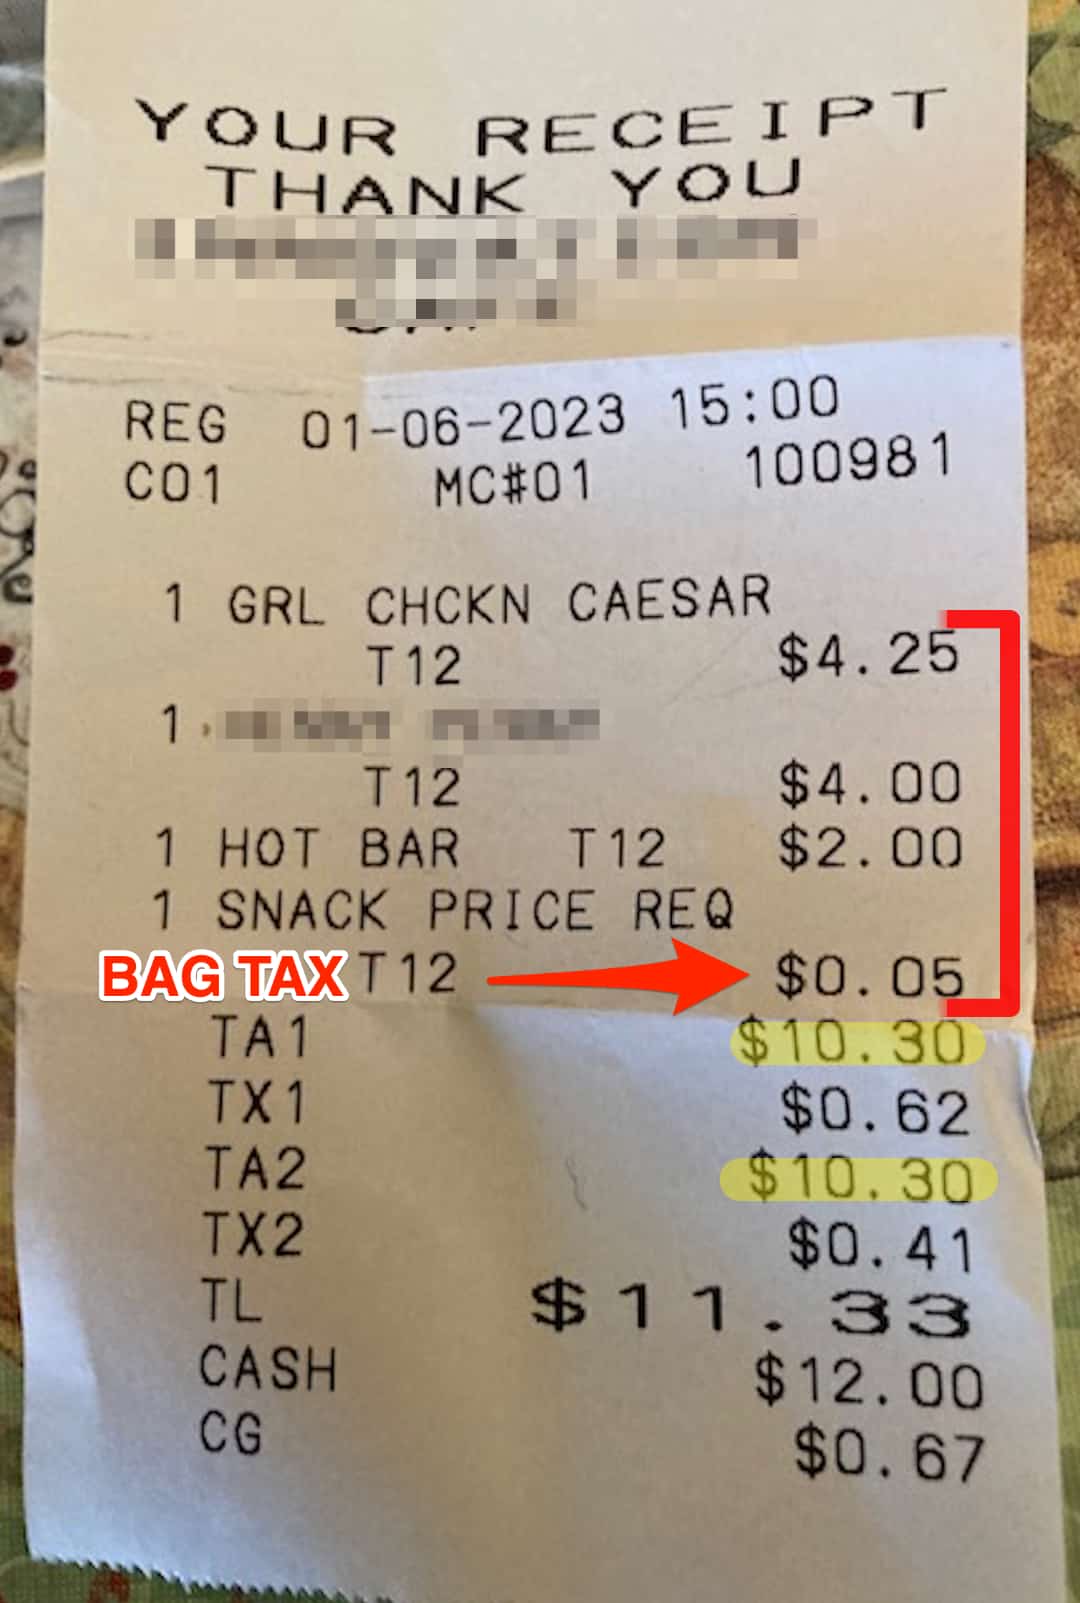 YOUR RECEIPT
THANK YOU
REG 01-06-2023 15:00
C01 MC#01 100981
1 GRL CHCKN CAESAR
T12 $4.25
1
T12 $4.00
1 HOT BAR T12 $2.00
1 SNACK PRICE REQ
BAG TAX T12 $0.05
TA1 $10.30
TX1 $0.62
TA2 $10.30
TX2 $0.41
TL $11.33
CASH $12.00
CG $0.67